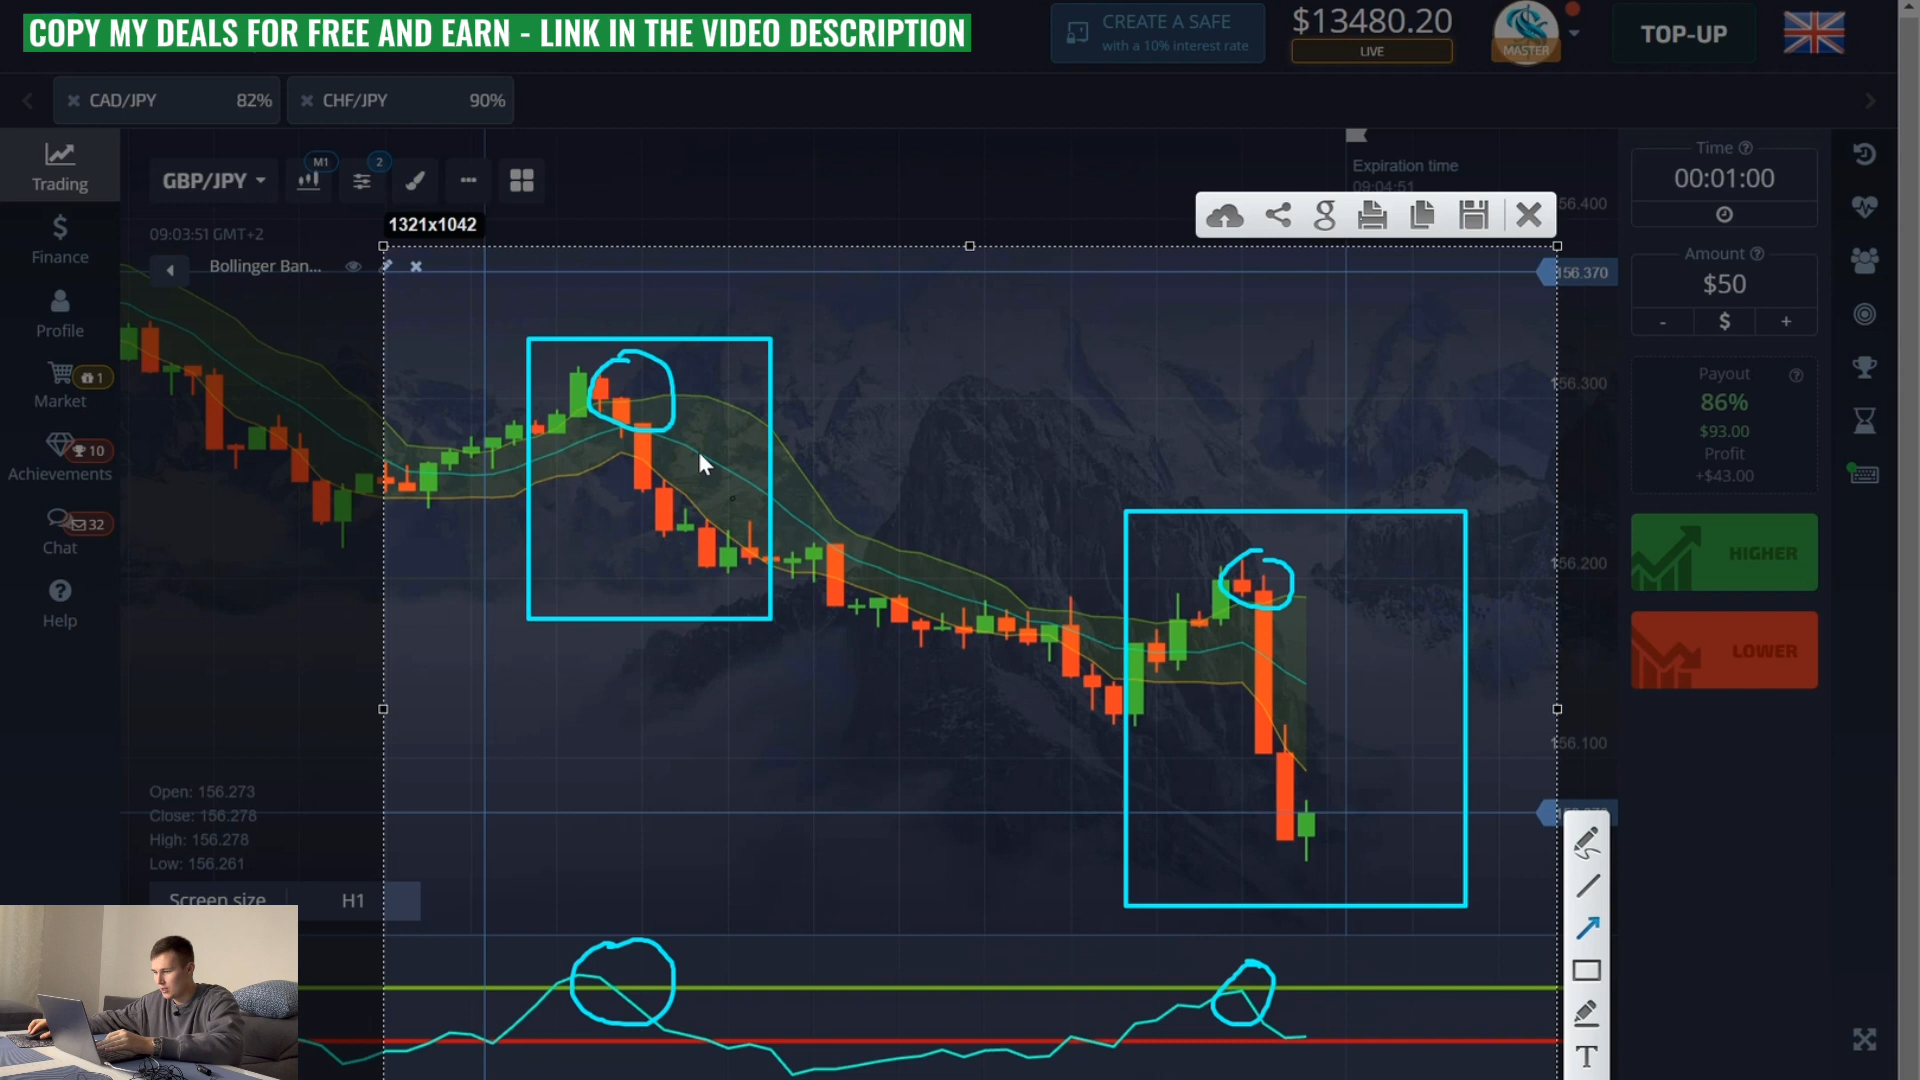 COPY MY DEALS FOR FREE AND EARN - LINK IN THE VIDEO DESCRIPTION
CREATE A SAFE
with a 10% interest rate
$13480.20
LIVE
MASTER
TOP-UP
CAD/JPY 82%
CHF/JPY 90%
Trading
Finance
Profile
1
Market
10
Achievements
32
Chat
Help
GBP/JPY
M1
2
09:03:51 GMT+2
1321x1042
Bollinger Ban...
Expiration time
09:04:51
56.400
156.370
156.300
156.200
156.100
Open: 156.273
Close: 156.278
High: 156.278
Low: 156.261
Screen size H1
Time
00:01:00
Amount
$50
- $ +
Payout
86%
$93.00
Profit
+$43.00
HIGHER
LOWER
g
T